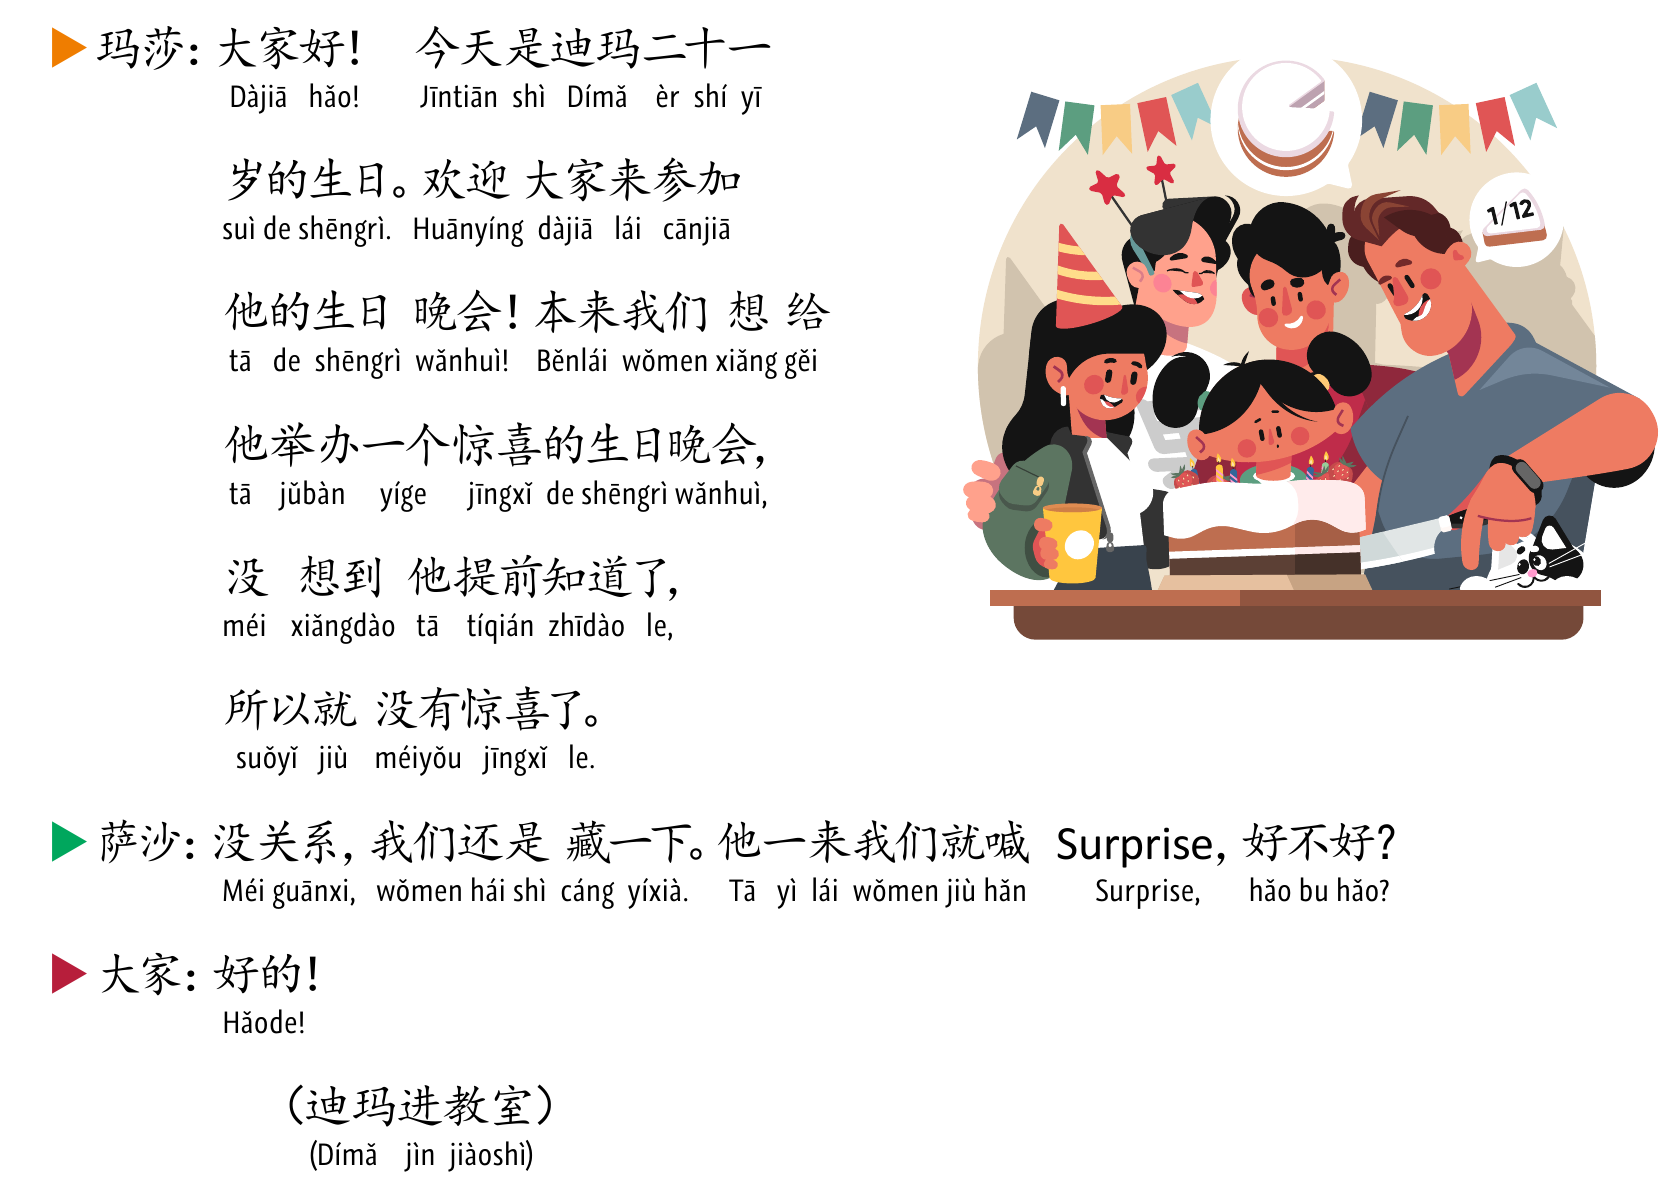 玛莎：大家好！ 今天是迪玛二十一
Dàjiā hǎo! Jīntiān shì Dímǎ èr shí yī
岁的生日。欢迎 大家来参加
suì de shēngrì. Huānyíng dàjiā lái cānjiā
他的生日 晚会！本来我们 想 给
tā de shēngrì wǎnhuì! Běnlái wǒmen xiǎng gěi
他举办一个惊喜的生日晚会，
tā jǔbàn yíge jīngxǐ de shēngrì wǎnhuì,
没 想到 他提前知道了，
méi xiǎngdào tā tíqián zhīdào le,
所以就 没有惊喜了。
suǒyǐ jiù méiyǒu jīngxǐ le.
萨沙：没关系，我们还是 藏一下。他一来我们就喊 Surprise, 好不好？
Méi guānxi, wǒmen hái shì cáng yíxià. Tā yì lái wǒmen jiù hǎn Surprise, hǎo bu hǎo?
大家：好的！
Hǎode!
（迪玛进教室）
(Dímǎ jìn jiàoshì)
1/12